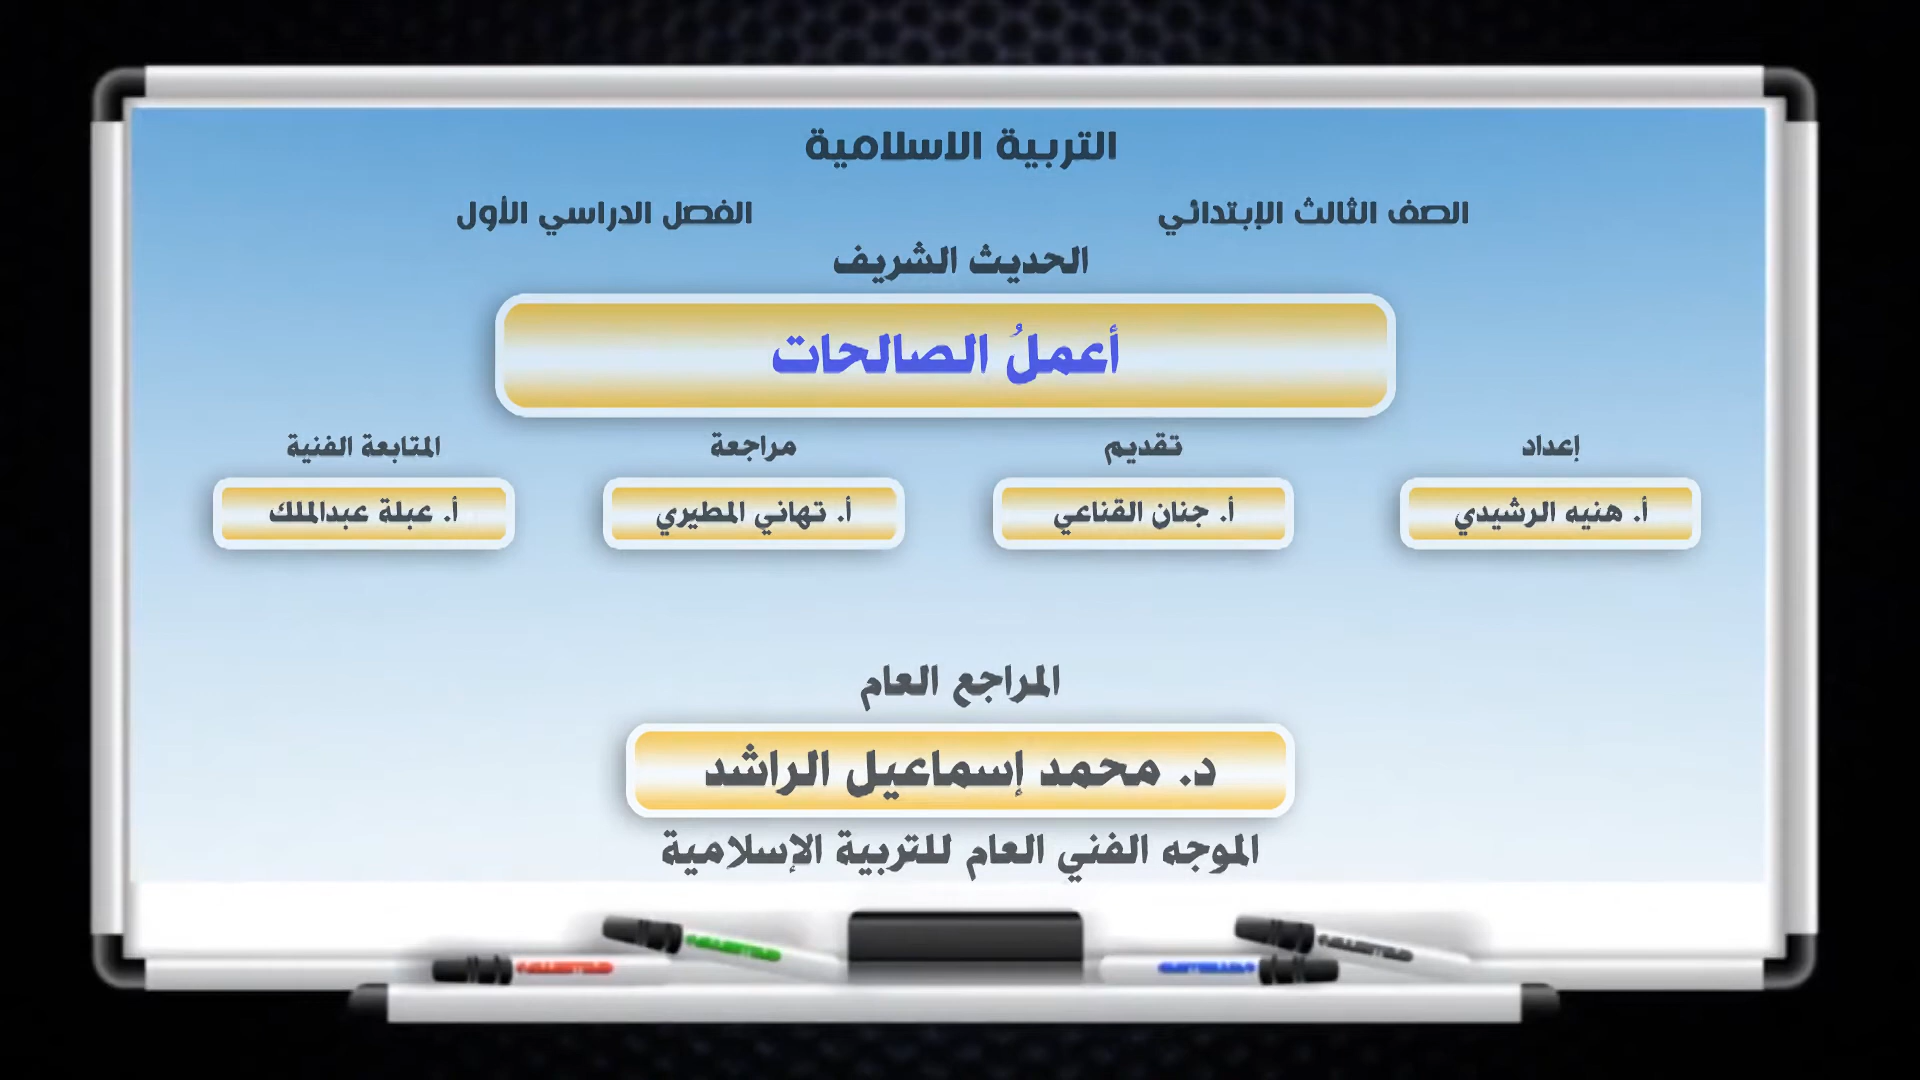 التربية الاسلامية
الصف الثالث الإبتدائي الفصل الدراسي الأول
الحديث الشريف
أعملُ الصالحات
إعداد تقديم مراجعة المتابعة الفنية
أ. هنيه الرشيدي أ. جنان القناعي أ. تهاني المطيري أ. عبلة عبدالملك
المراجع العام
د. محمد إسماعيل الراشد
الموجه الفني العام للتربية الإسلامية